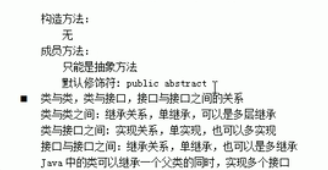 构造方法：
无
成员方法：
只能是抽象方法
默认修饰符：public abstract
■ 类与类，类与接口，接口与接口之间的关系
类与类之间：继承关系，单继承，可以是多层继承
类与接口之间：实现关系，单实现，也可以多实现
接口与接口之间：继承关系，单继承，也可以是多继承
Java中的类可以继承一个父类的同时，实现多个接口